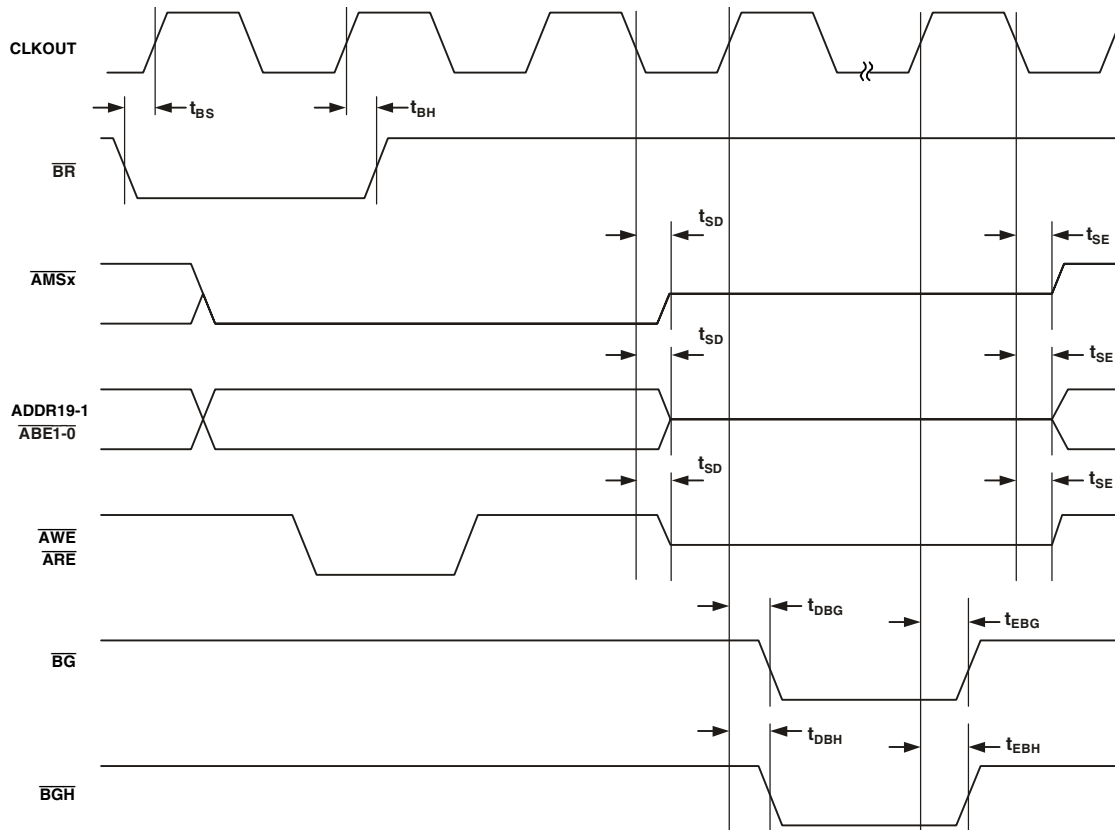 CLKOUT
tBS
tBH
BR
tSD
tSE
AMSx
tSD
tSE
ADDR19-1
ABE1-0
tSD
tSE
AWE
ARE
tDBG
tEBG
BG
tDBH
tEBH
BGH